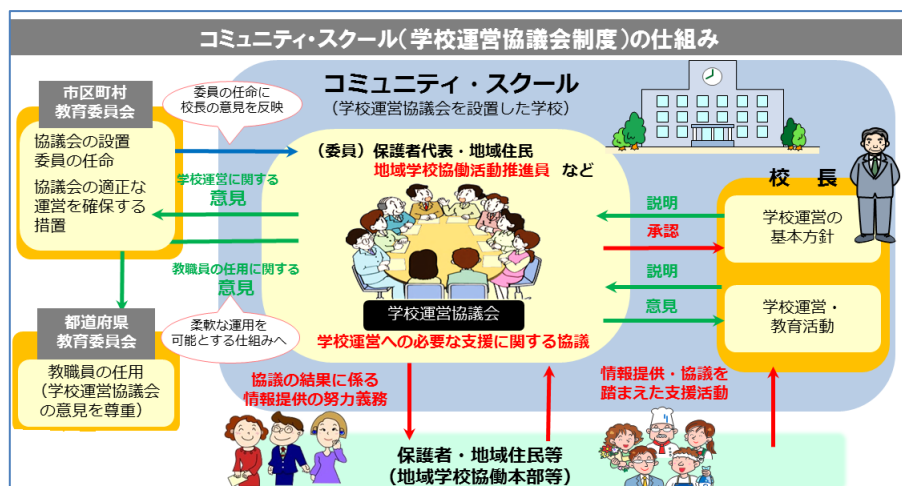 コミュニティ・スクール(学校運営協議会制度)の仕組み
市区町村
教育委員会
協議会の設置
委員の任命
協議会の適正な
運営を確保する
措置
委員の任命に
校長の意見を反映
コミュニティ・スクール
(学校運営協議会を設置した学校)
(委員)保護者代表・地域住民
地域学校協働活動推進員 など
学校運営に関する
意見
教職員の任用に関する
意見
柔軟な運用を
可能とする仕組みへ
学校運営協議会
学校運営への必要な支援に関する協議
説明
承認
説明
意見
校 長
学校運営の
基本方針
学校運営・
教育活動
都道府県
教育委員会
教職員の任用
(学校運営協議会
の意見を尊重)
協議の結果に係る
情報提供の努力義務
情報提供・協議を
踏まえた支援活動
保護者・地域住民等
(地域学校協働本部等)